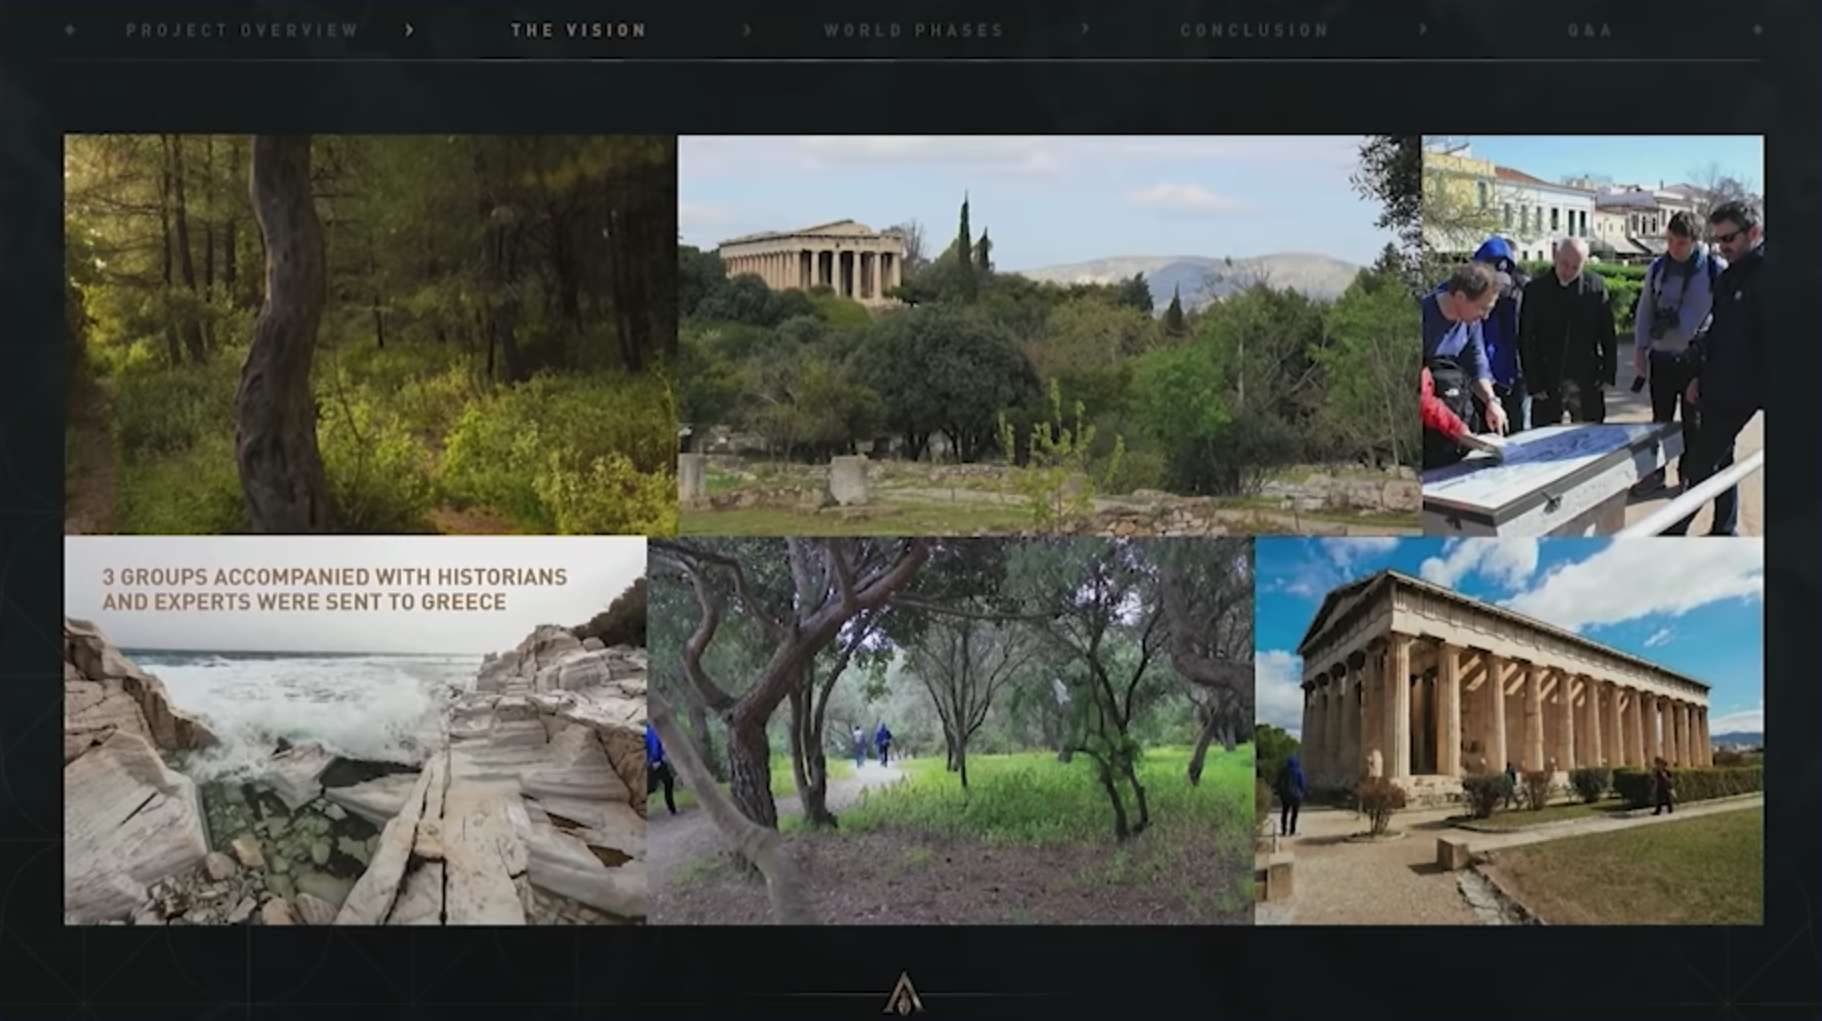 PROJECT OVERVIEW
THE VISION
WORLD PHASES
CONCLUSION
Q&A
3 GROUPS ACCOMPANIED WITH HISTORIANS
AND EXPERTS WERE SENT TO GREECE